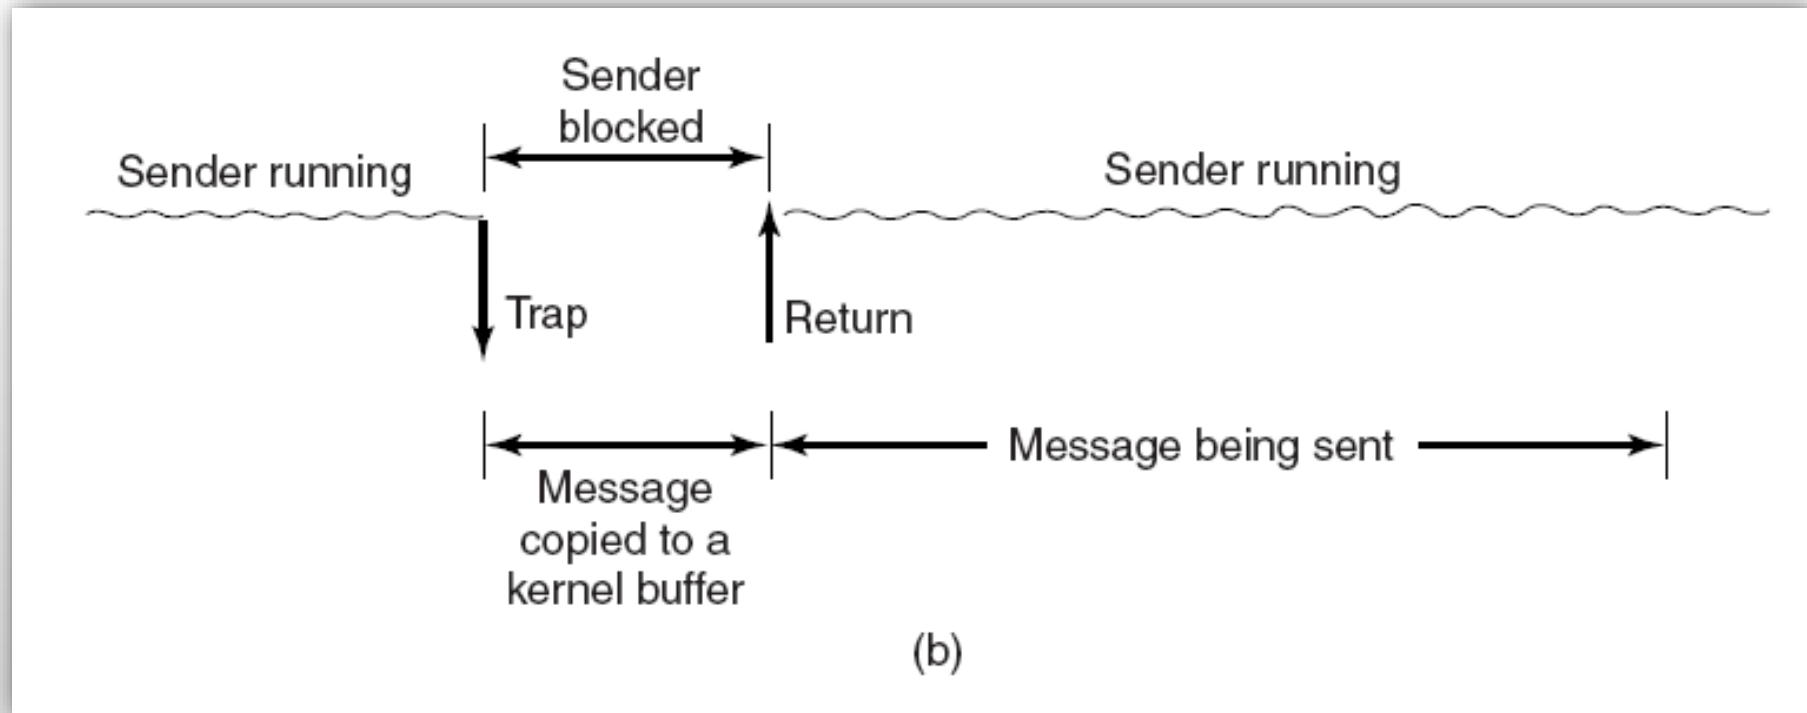 Sender
blocked
Sender running
Sender running
Trap
Return
Message being sent
Message
copied to a
kernel buffer
(b)